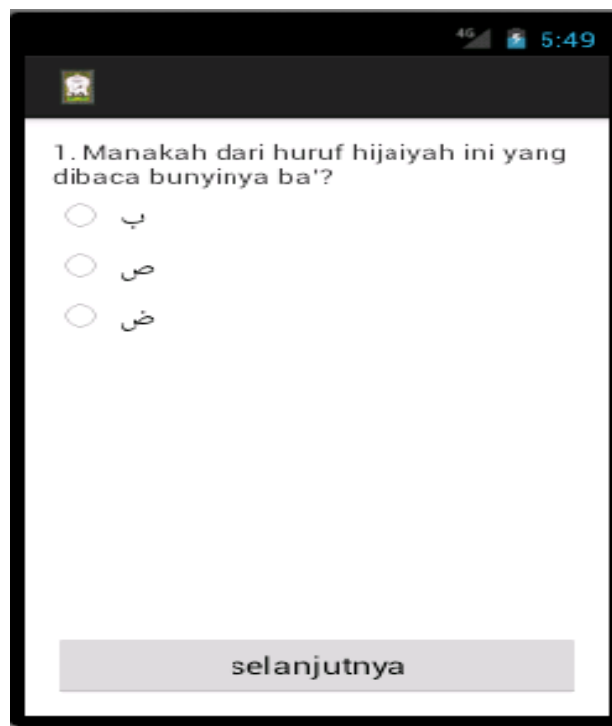 4G 5:49
1. Manakah dari huruf hijaiyah ini yang
dibaca bunyinya ba'?
ب
ص
ض
selanjutnya